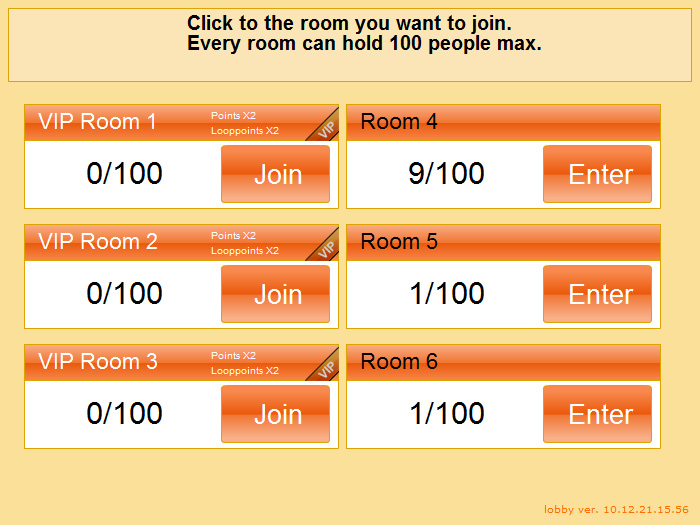 Click to the room you want to join.
Every room can hold 100 people max.
VIP Room 1
Points X2
Looppoints X2
VIP
0/100
Join
Room 4
9/100
Enter
VIP Room 2
Points X2
Looppoints X2
VIP
0/100
Join
Room 5
1/100
Enter
VIP Room 3
Points X2
Looppoints X2
VIP
0/100
Join
Room 6
1/100
Enter
lobby ver. 10.12.21.15.56